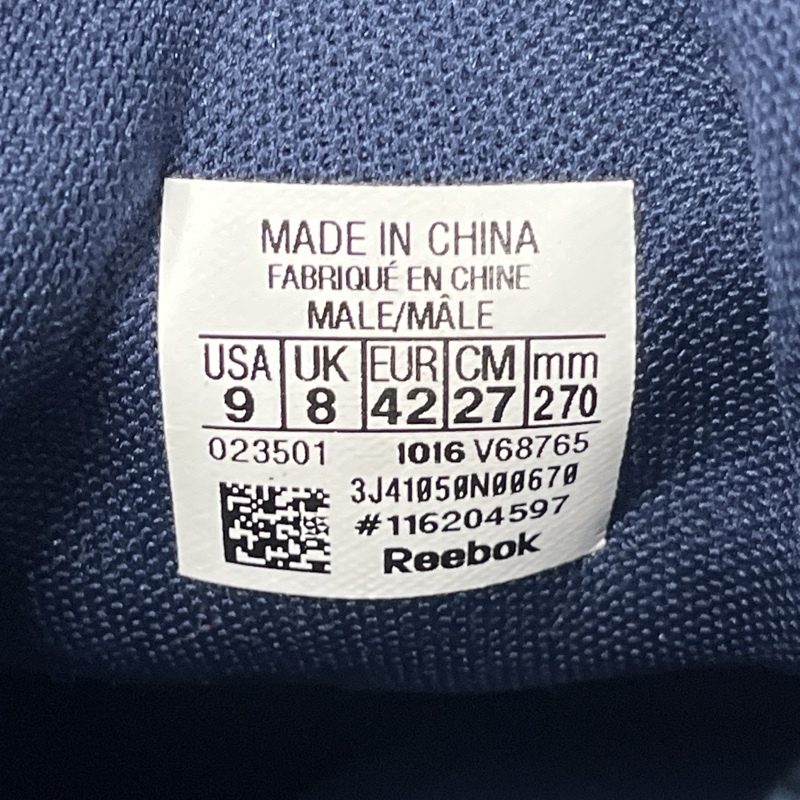 MADE IN CHINA
FABRIQUÉ EN CHINE
MALE/MÂLE
USA UK EUR CM mm
9 8 42 27 270
023501 1016 V68765
3J41050N00670
#116204597
Reebok